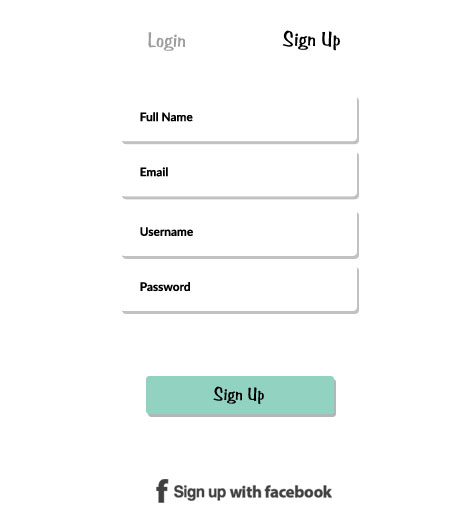 Login Sign Up
Full Name
Email
Username
Password
Sign Up
f Sign up with facebook